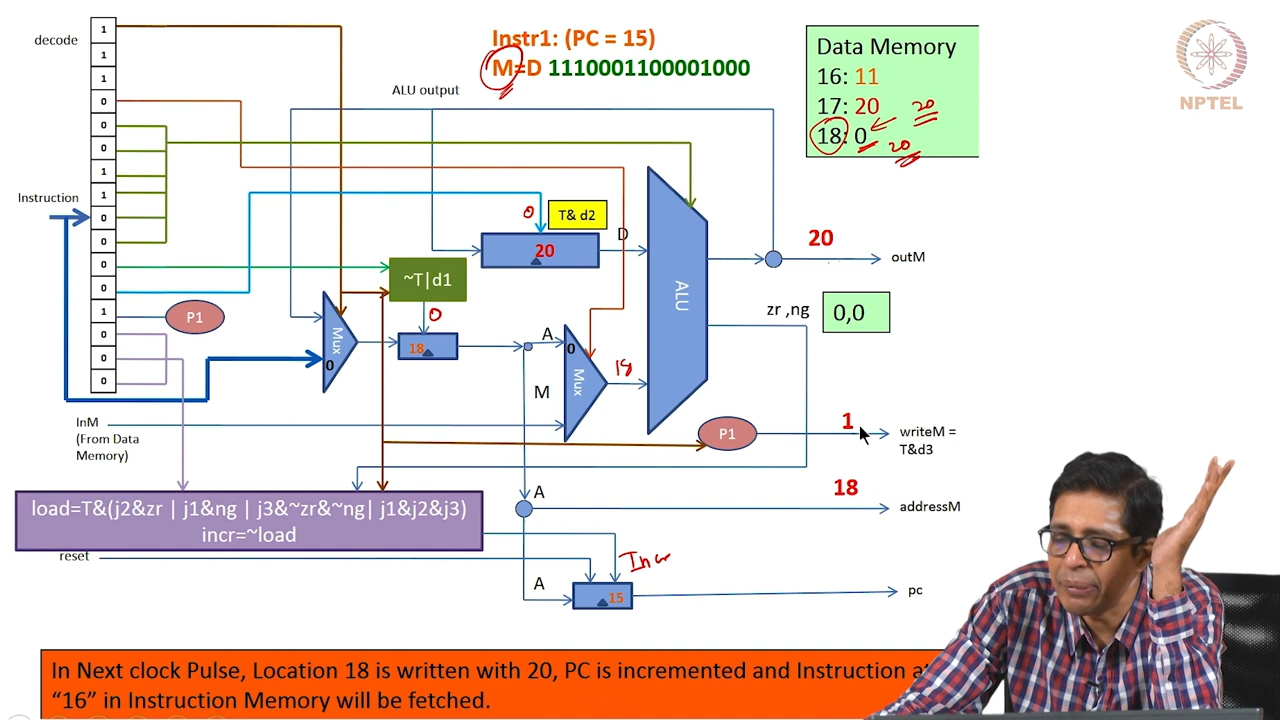 decode
1
1
1
0
0
0
1
1
0
0
0
0
1
0
0
0
Instruction
Instr1: (PC = 15)
M=D 1110001100001000
ALU output
Data Memory
16: 11
17: 20
20
18: 0
20
NPTEL
0
T& d2
20
D
ALU
20
outM
zr ,ng
0,0
~T|d1
0
P1
Mux
0
18
A
0
Mux
M
18
InM
(From Data
Memory)
P1
1
writeM =
T&d3
A
18
addressM
load=T&(j2&zr | j1&ng | j3&~zr&~ng| j1&j2&j3)
incr=~load
reset
A
15
pc
In Next clock Pulse, Location 18 is written with 20, PC is incremented and Instruction
"16" in Instruction Memory will be fetched.